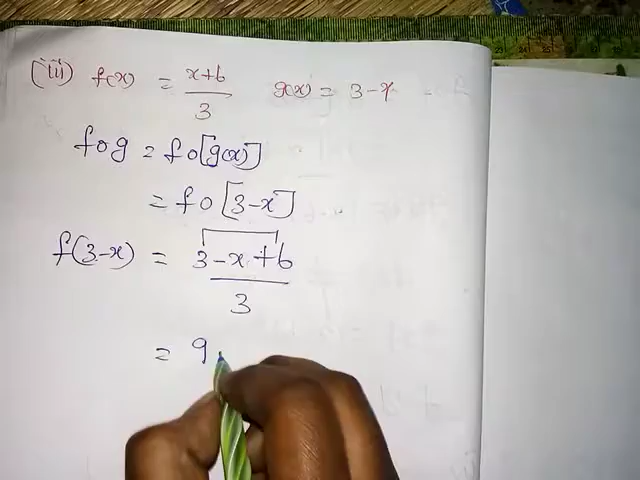 (iii) f(x) = x+6/3 g(x) = 3-x
fog = fo[g(x)]
= fo[3-x]
f(3-x) = 3-x+6/3
= 9